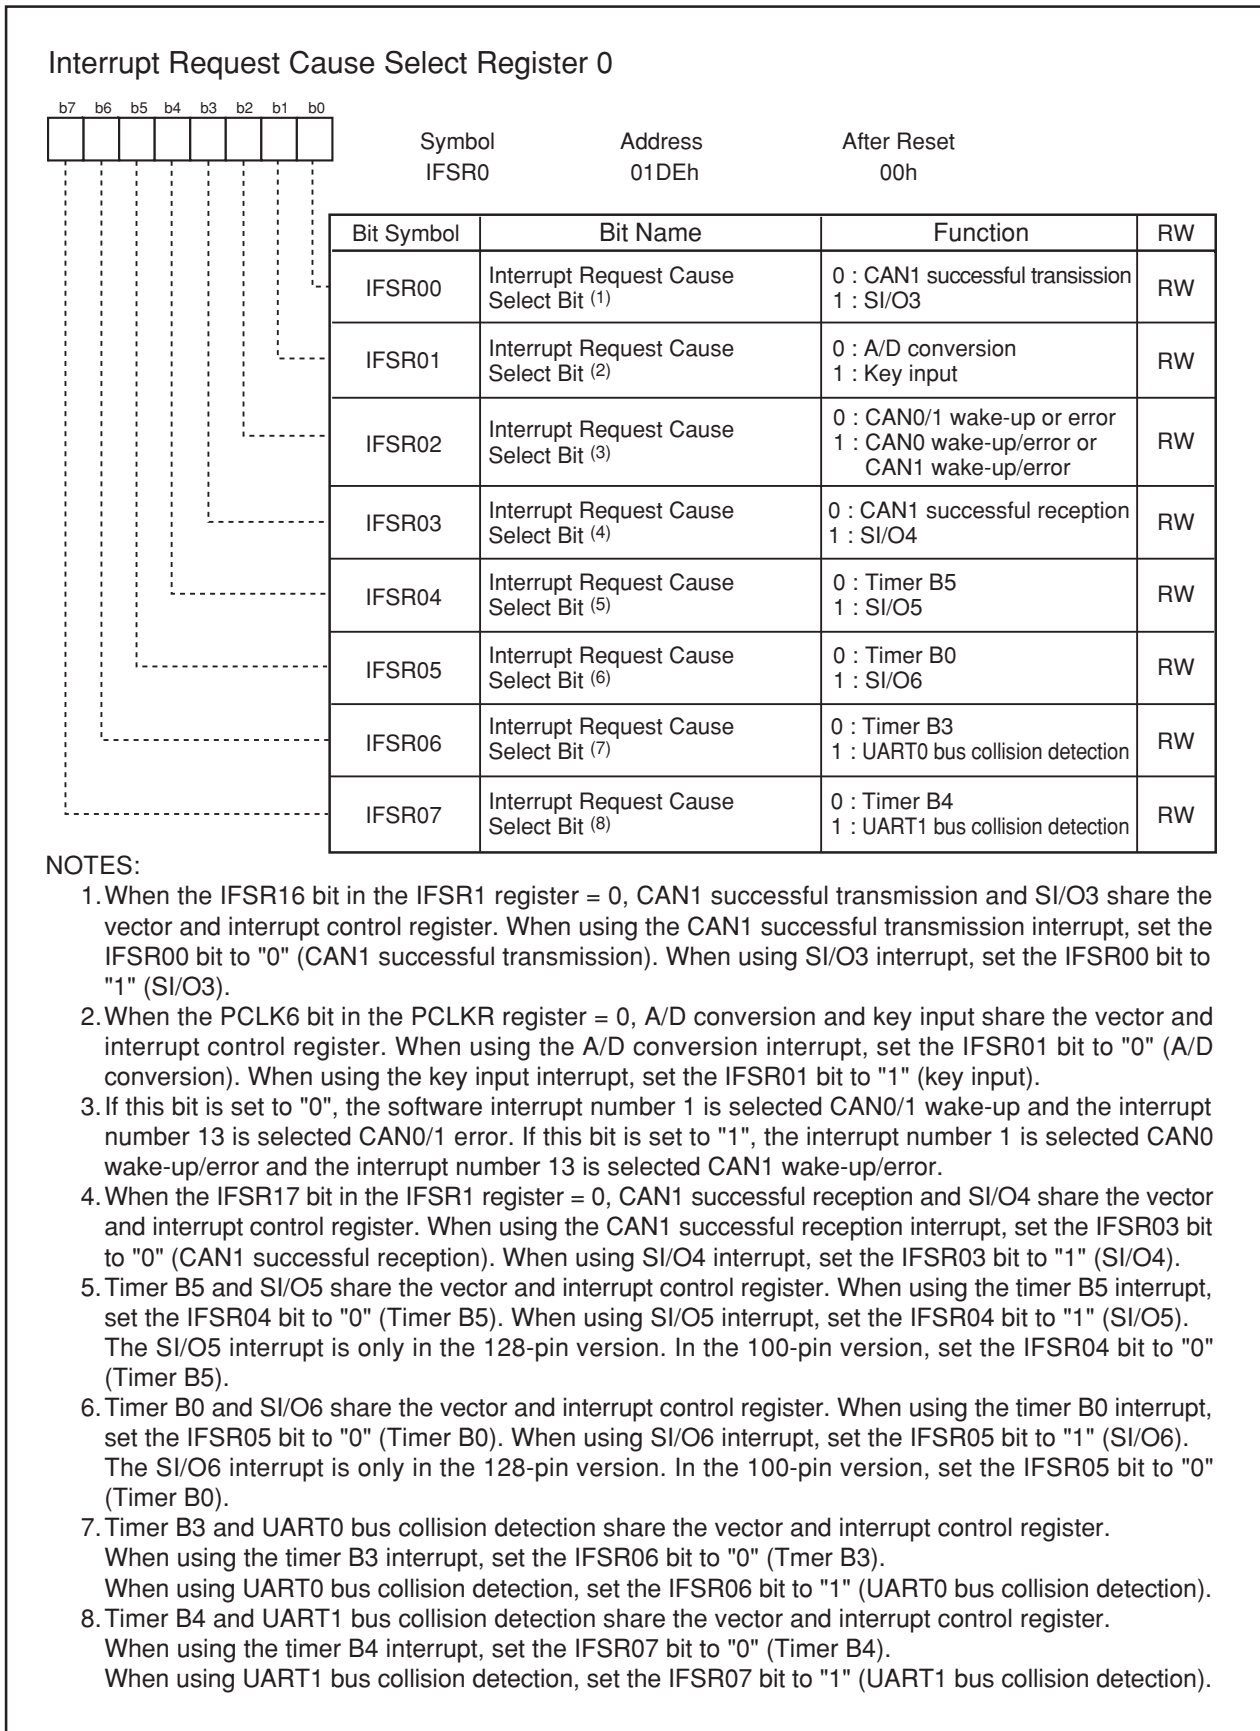 Interrupt Request Cause Select Register 0
b7 b6 b5 b4 b3 b2 b1 b0
Symbol Address After Reset
IFSR0 01DEh 00h
Bit Symbol Bit Name Function RW
IFSR00 Interrupt Request Cause Select Bit (1) 0 : CAN1 successful transission RW
1 : SI/O3
IFSR01 Interrupt Request Cause Select Bit (2) 0 : A/D conversion RW
1 : Key input
IFSR02 Interrupt Request Cause Select Bit (3) 0 : CAN0/1 wake-up or error RW
1 : CAN0 wake-up/error or
CAN1 wake-up/error
IFSR03 Interrupt Request Cause Select Bit (4) 0 : CAN1 successful reception RW
1 : SI/O4
IFSR04 Interrupt Request Cause Select Bit (5) 0 : Timer B5 RW
1 : SI/O5
IFSR05 Interrupt Request Cause Select Bit (6) 0 : Timer B0 RW
1 : SI/O6
IFSR06 Interrupt Request Cause Select Bit (7) 0 : Timer B3 RW
1 : UART0 bus collision detection
IFSR07 Interrupt Request Cause Select Bit (8) 0 : Timer B4 RW
1 : UART1 bus collision detection
NOTES:
1. When the IFSR16 bit in the IFSR1 register = 0, CAN1 successful transmission and SI/O3 share the
vector and interrupt control register. When using the CAN1 successful transmission interrupt, set the
IFSR00 bit to "0" (CAN1 successful transmission). When using SI/O3 interrupt, set the IFSR00 bit to
"1" (SI/O3).
2. When the PCLK6 bit in the PCLKR register = 0, A/D conversion and key input share the vector and
interrupt control register. When using the A/D conversion interrupt, set the IFSR01 bit to "0" (A/D
conversion). When using the key input interrupt, set the IFSR01 bit to "1" (key input).
3. If this bit is set to "0", the software interrupt number 1 is selected CAN0/1 wake-up and the interrupt
number 13 is selected CAN0/1 error. If this bit is set to "1", the interrupt number 1 is selected CAN0
wake-up/error and the interrupt number 13 is selected CAN1 wake-up/error.
4. When the IFSR17 bit in the IFSR1 register = 0, CAN1 successful reception and SI/O4 share the vector
and interrupt control register. When using the CAN1 successful reception interrupt, set the IFSR03 bit
to "0" (CAN1 successful reception). When using SI/O4 interrupt, set the IFSR03 bit to "1" (SI/O4).
5. Timer B5 and SI/O5 share the vector and interrupt control register. When using the timer B5 interrupt,
set the IFSR04 bit to "0" (Timer B5). When using SI/O5 interrupt, set the IFSR04 bit to "1" (SI/O5).
The SI/O5 interrupt is only in the 128-pin version. In the 100-pin version, set the IFSR04 bit to "0"
(Timer B5).
6. Timer B0 and SI/O6 share the vector and interrupt control register. When using the timer B0 interrupt,
set the IFSR05 bit to "0" (Timer B0). When using SI/O6 interrupt, set the IFSR05 bit to "1" (SI/O6).
The SI/O6 interrupt is only in the 128-pin version. In the 100-pin version, set the IFSR05 bit to "0"
(Timer B0).
7. Timer B3 and UART0 bus collision detection share the vector and interrupt control register.
When using the timer B3 interrupt, set the IFSR06 bit to "0" (Tmer B3).
When using UART0 bus collision detection, set the IFSR06 bit to "1" (UART0 bus collision detection).
8. Timer B4 and UART1 bus collision detection share the vector and interrupt control register.
When using the timer B4 interrupt, set the IFSR07 bit to "0" (Timer B4).
When using UART1 bus collision detection, set the IFSR07 bit to "1" (UART1 bus collision detection).